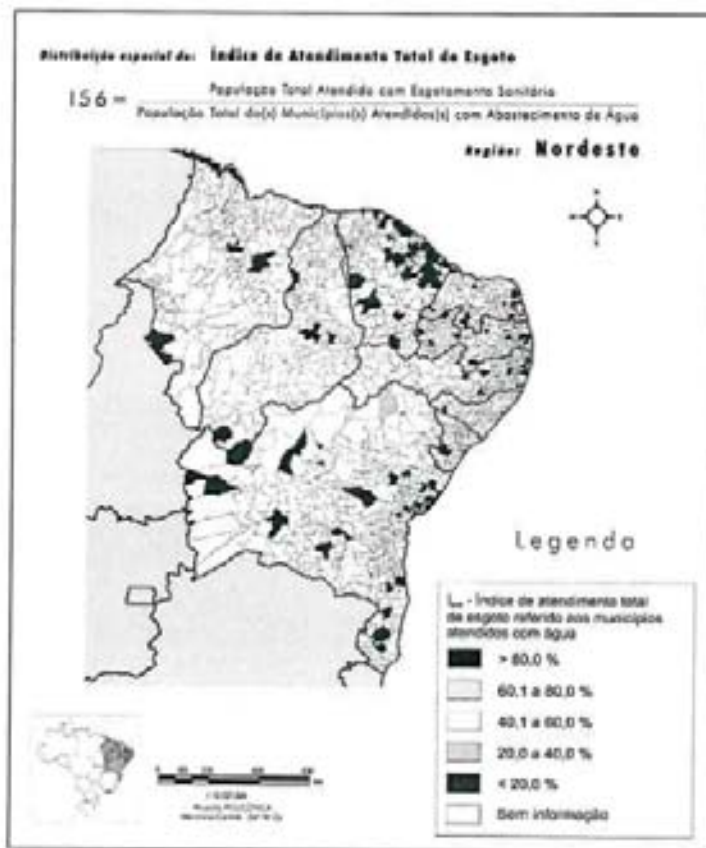 Distribuição espacial do: Índice de Atendimento Total de Esgoto
I56 = População Total Atendida com Esgotamento Sanitário
População Total do(s) Município(s) Atendidos(s) com Abastecimento de Água
Região: Nordeste
Legenda
- Índice de atendimento total
de esgoto referido aos municípios
atendidos com água
> 80,0 %
60,1 a 80,0 %
40,1 a 60,0 %
20,0 a 40,0 %
< 20,0 %
Sem informação